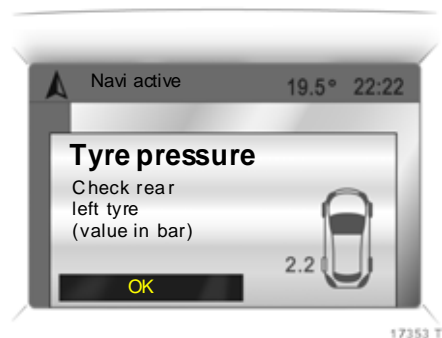 Navi active 19.5° 22:22
Tyre pressure
Check rear
left tyre
(value in bar)
2.2
OK
17353 T